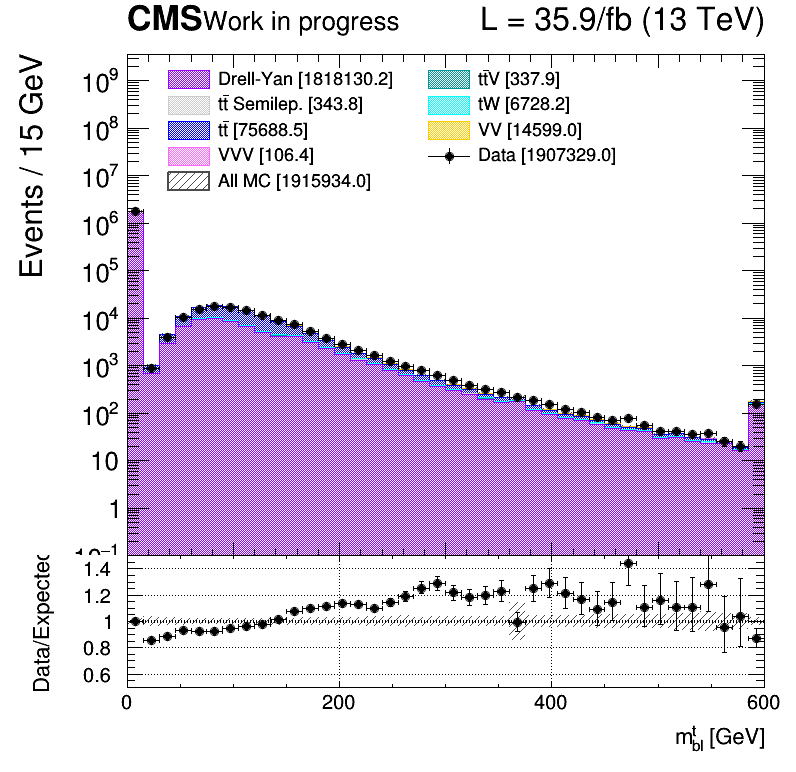 CMS Work in progress L = 35.9/fb (13 TeV)
Events / 15 GeV
Drell-Yan [1818130.2]
tt̄ Semilep. [343.8]
tt̄ [75688.5]
VVV [106.4]
All MC [1915934.0]
tt̄V [337.9]
tW [6728.2]
VV [14599.0]
Data [1907329.0]
10⁹
10⁸
10⁷
10⁶
10⁵
10⁴
10³
10²
10
1
10⁻¹
Data/Expected
1.4
1.2
1
0.8
0.6
0 200 400 600
mᵗbl [GeV]